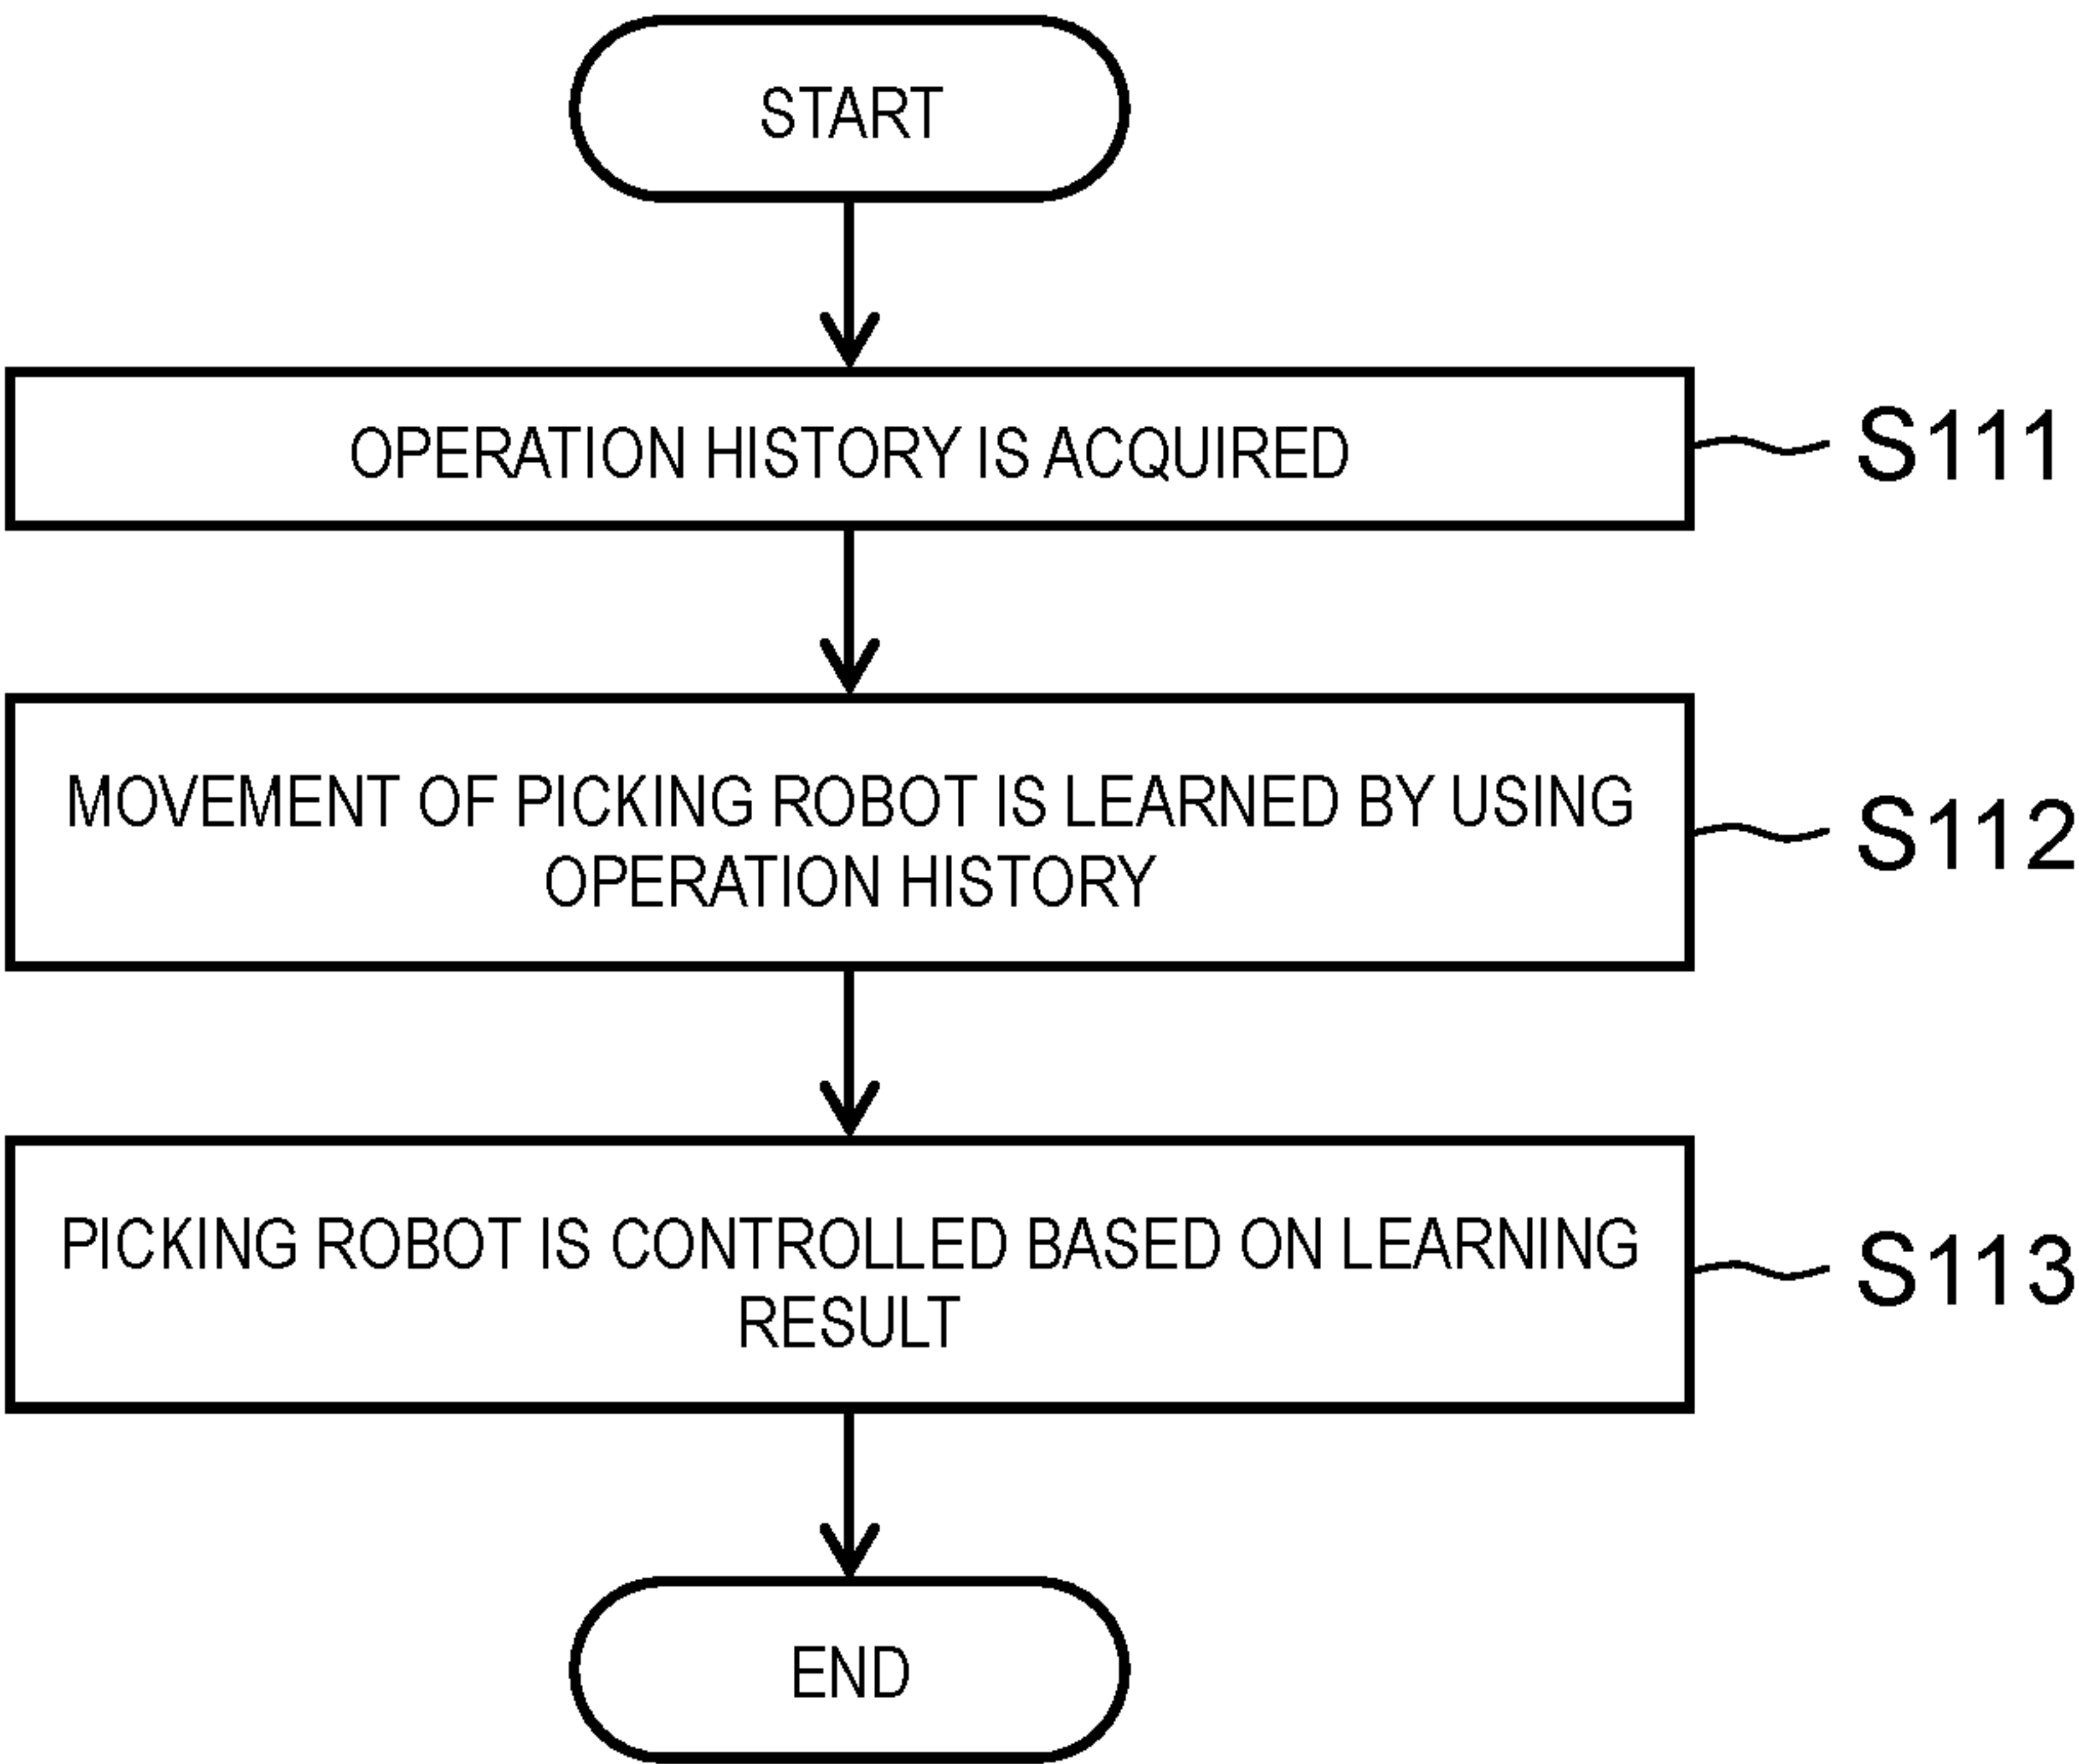 START
OPERATION HISTORY IS ACQUIRED
S111
MOVEMENT OF PICKING ROBOT IS LEARNED BY USING
OPERATION HISTORY
S112
PICKING ROBOT IS CONTROLLED BASED ON LEARNING
RESULT
S113
END